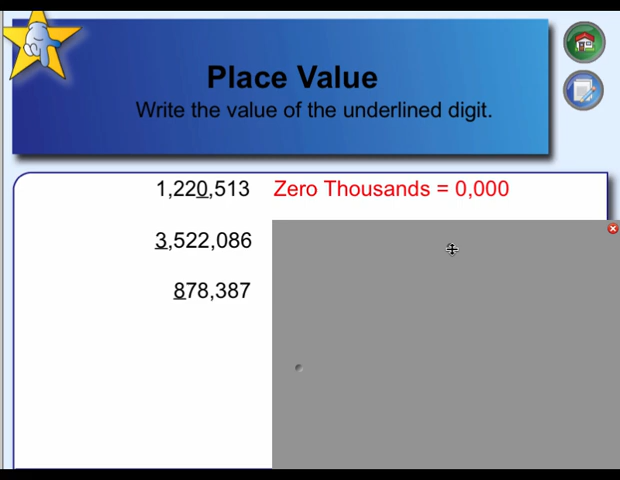 Place Value
Write the value of the underlined digit.
1,220,513 Zero Thousands = 0,000
3,522,086
878,387